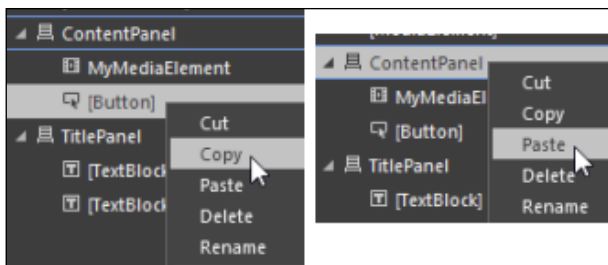 ContentPanel
MyMediaElement
[Button]
TitlePanel
[TextBlock
[TextBlock
Cut
Copy
Paste
Delete
Rename
ContentPanel
MyMediaEl
[Button]
TitlePanel
[TextBlock]
Cut
Copy
Paste
Delete
Rename